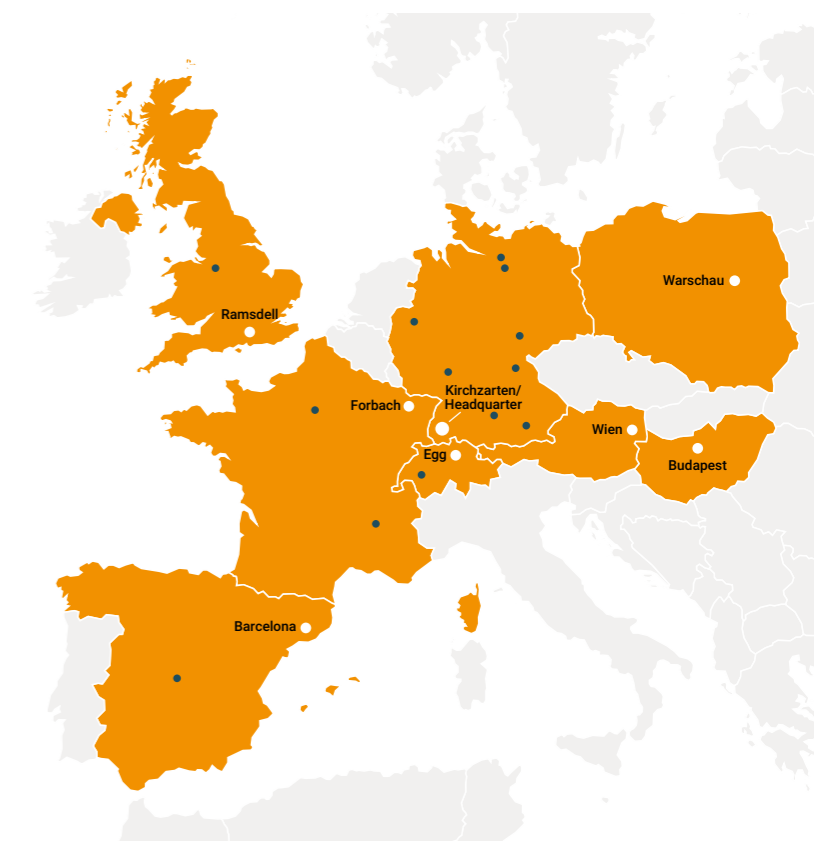 Warschau
Ramsdell
Kirchzarten/
Headquarter
Forbach
Wien
Egg
Budapest
Barcelona